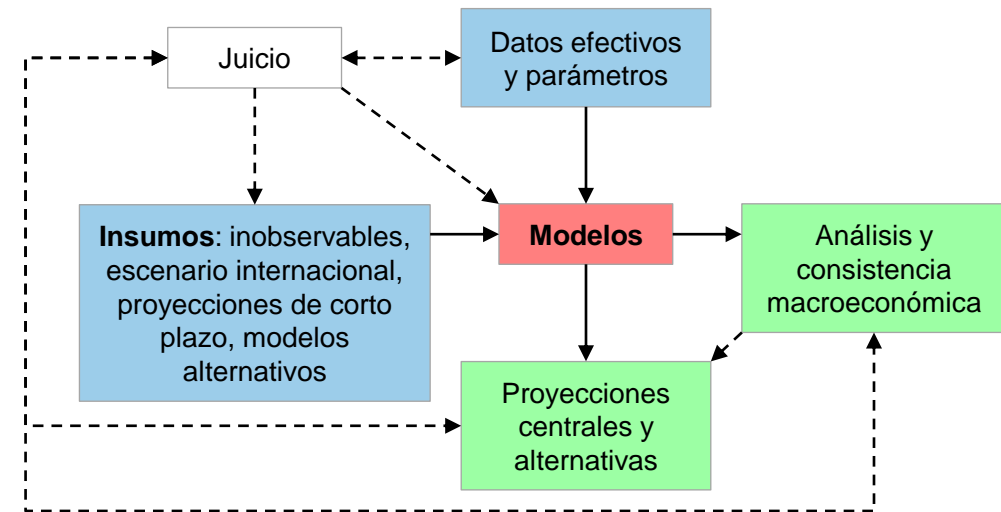 Juicio
Datos efectivos
y parámetros
Insumos: inobservables,
escenario internacional,
proyecciones de corto
plazo, modelos
alternativos
Modelos
Análisis y
consistencia
macroeconómica
Proyecciones
centrales y
alternativas